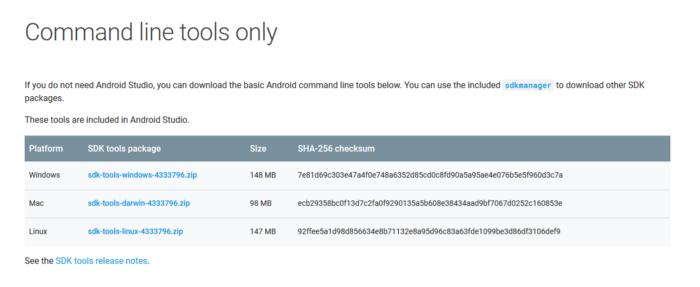 Command line tools only
If you do not need Android Studio, you can download the basic Android command line tools below. You can use the included sdkmanager to download other SDK
packages.
These tools are included in Android Studio.
Platform SDK tools package Size SHA-256 checksum
Windows sdk-tools-windows-4333796.zip 148 MB 7e81d69c303e47a4f0e748a6352d85cd0c8fd90a5a95ae4e076b5e5f960d3c7a
Mac sdk-tools-darwin-4333796.zip 98 MB ecb29358bc0f13d7c2fa0f9290135a5b608e38434aad9bf7067d0252c160853e
Linux sdk-tools-linux-4333796.zip 147 MB 92ffee5a1d98d856634e8b71132e8a95d96c83a63fde1099be3d86df3106def9
See the SDK tools release notes.